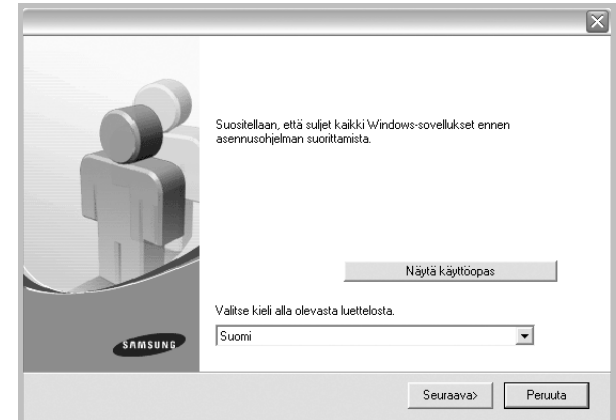 Suositellaan, että suljet kaikki Windows-sovellukset ennen
asennusohjelman suorittamista.
Näytä käyttöopas
Valitse kieli alla olevasta luettelosta.
Suomi
SAMSUNG
Seuraava>
Peruuta